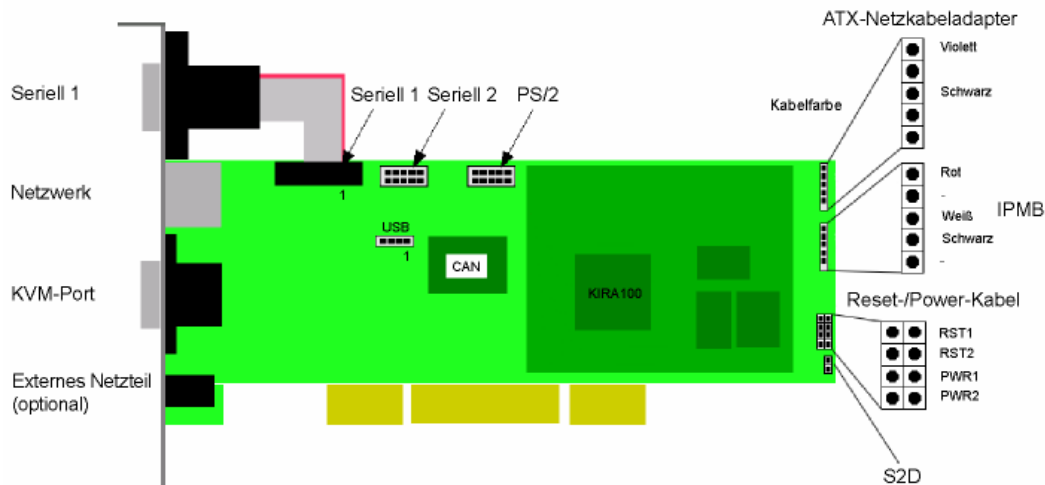 ATX-Netzkabeladapter
Violett
Schwarz
Kabelfarbe
Seriell 1
Seriell 1
Seriell 2
PS/2
1
Netzwerk
USB
1
CAN
KIRA100
Rot
-
Weiß
Schwarz
-
IPMB
KVM-Port
Reset-/Power-Kabel
RST1
RST2
PWR1
PWR2
Externes Netzteil
(optional)
S2D